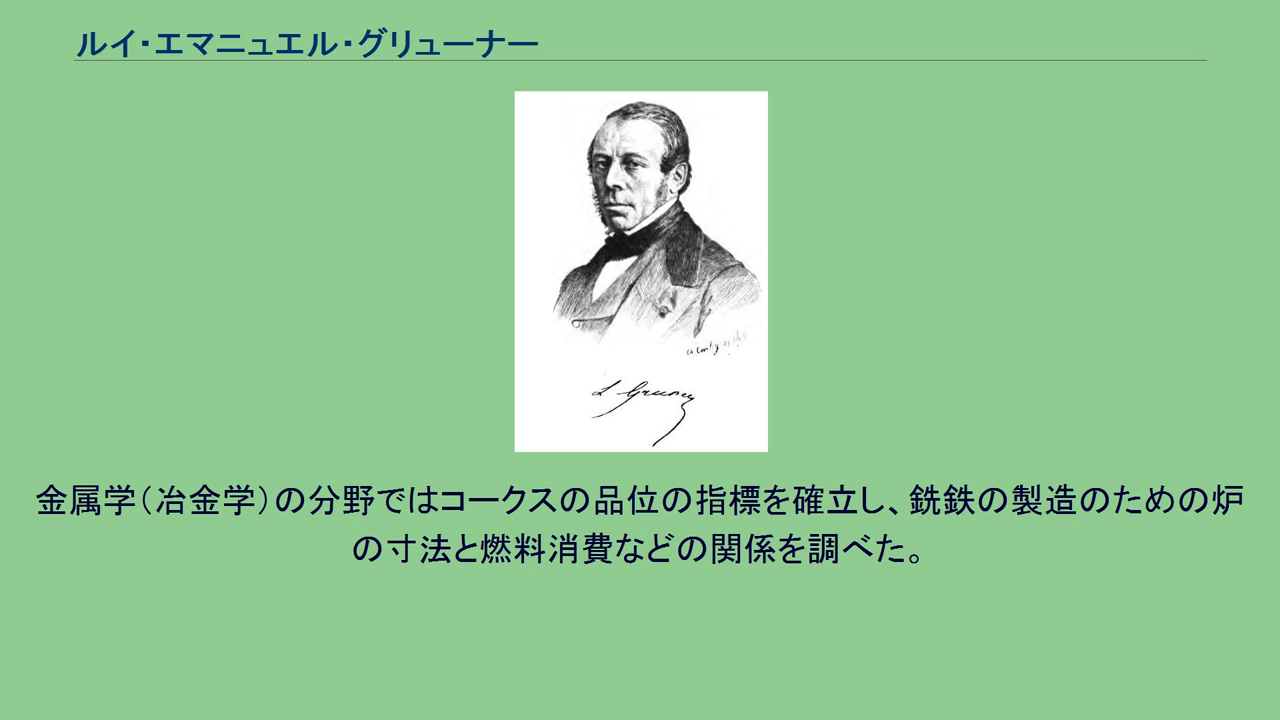 ルイ・エマニュエル・グリューナー
L Gruner
金属学（冶金学）の分野ではコークスの品位の指標を確立し、銑鉄の製造のための炉
の寸法と燃料消費などの関係を調べた。